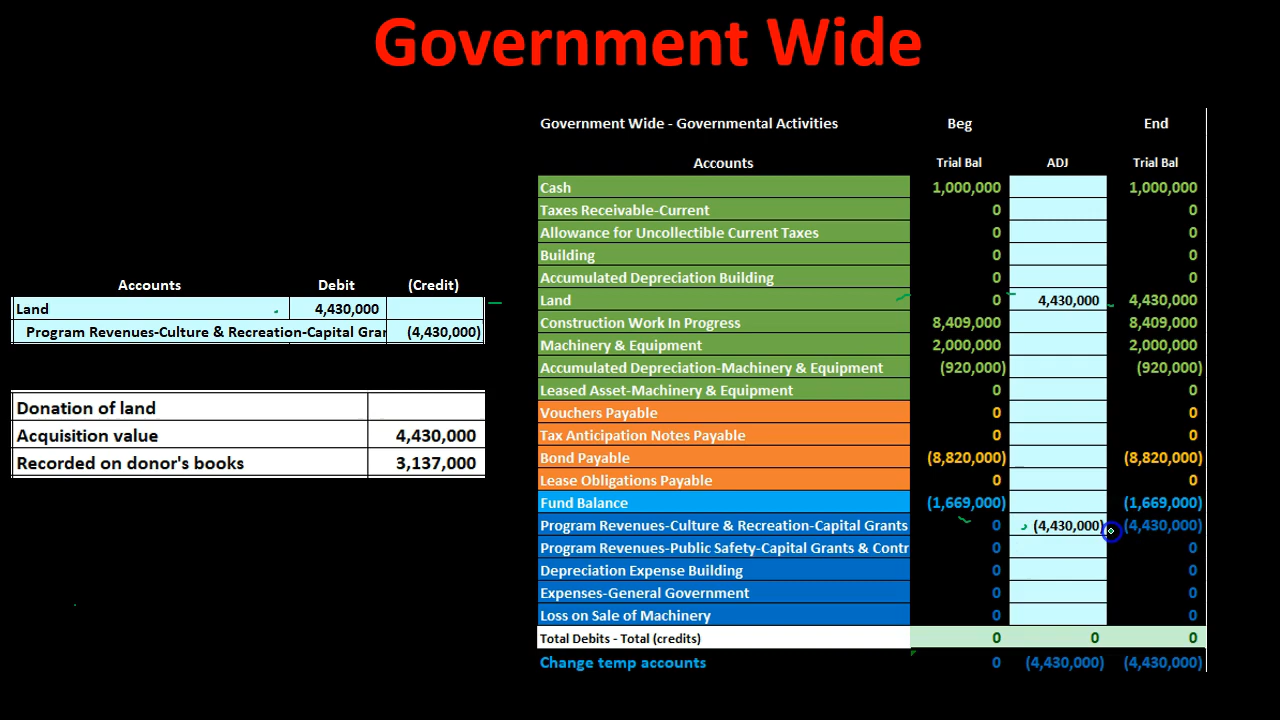 Government Wide
Government Wide - Governmental Activities Beg End
Accounts Trial Bal ADJ Trial Bal
Cash 1,000,000 1,000,000
Taxes Receivable-Current 0 0
Allowance for Uncollectible Current Taxes 0 0
Building 0 0
Accumulated Depreciation Building 0 0
Land 0 4,430,000 4,430,000
Construction Work In Progress 8,409,000 8,409,000
Machinery & Equipment 2,000,000 2,000,000
Accumulated Depreciation-Machinery & Equipment (920,000) (920,000)
Leased Asset-Machinery & Equipment 0 0
Vouchers Payable 0 0
Tax Anticipation Notes Payable 0 0
Bond Payable (8,820,000) (8,820,000)
Lease Obligations Payable 0 0
Fund Balance (1,669,000) (1,669,000)
Program Revenues-Culture & Recreation-Capital Grants 0 (4,430,000) (4,430,000)
Program Revenues-Public Safety-Capital Grants & Contr 0 0
Depreciation Expense Building 0 0
Expenses-General Government 0 0
Loss on Sale of Machinery 0 0
Total Debits - Total (credits) 0 0 0
Change temp accounts 0 (4,430,000) (4,430,000)
Accounts Debit (Credit)
Land 4,430,000
Program Revenues-Culture & Recreation-Capital Grar (4,430,000)
Donation of land
Acquisition value 4,430,000
Recorded on donor's books 3,137,000